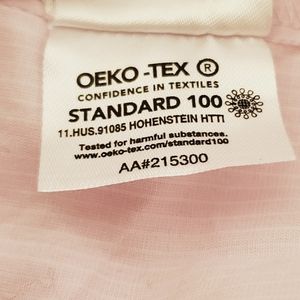 OEKO-TEX®
CONFIDENCE IN TEXTILES
STANDARD 100
11.HUS.91085 HOHENSTEIN HTTI
Tested for harmful substances.
www.oeko-tex.com/standard100
AA#215300